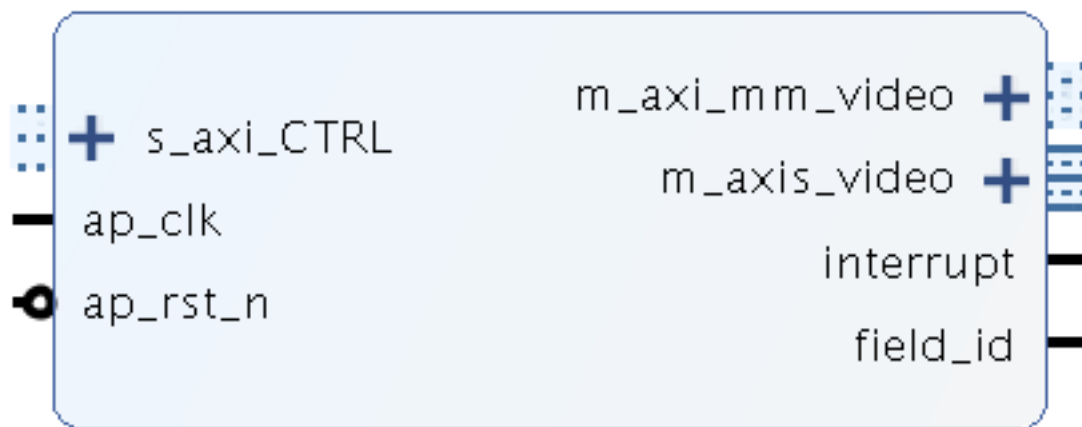 s_axi_CTRL
ap_clk
ap_rst_n
m_axi_mm_video
m_axis_video
interrupt
field_id